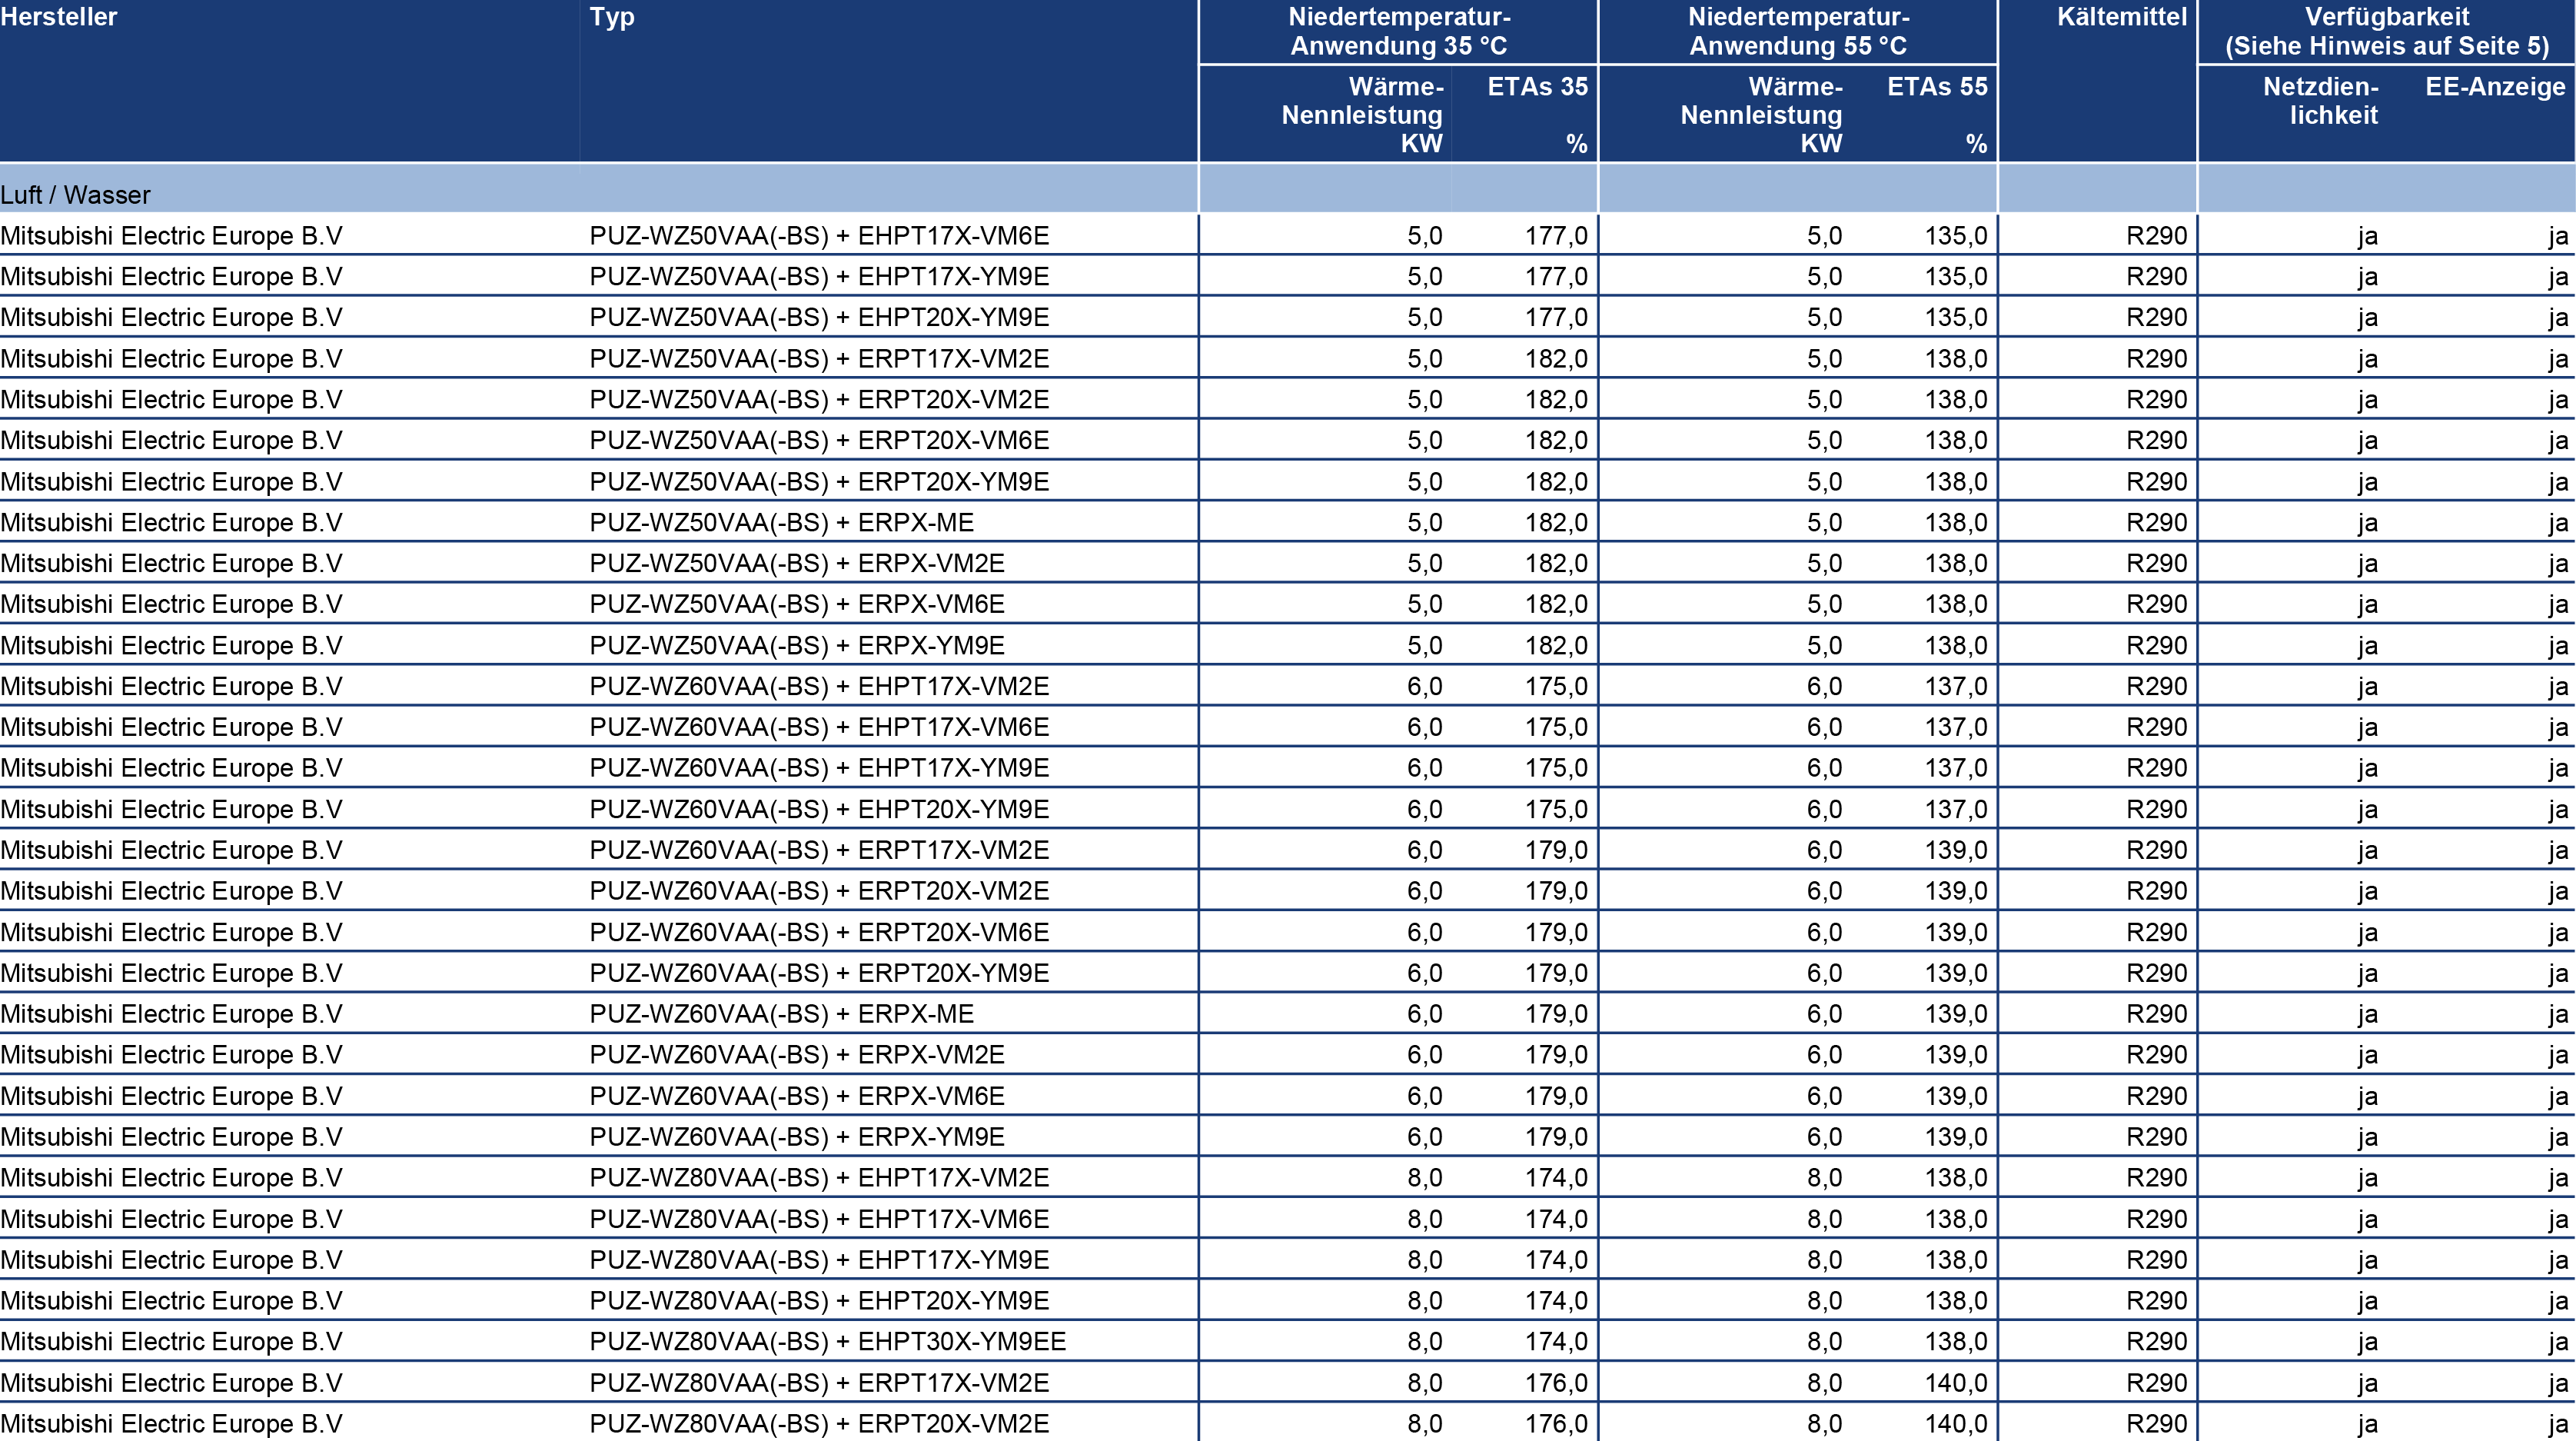 Hersteller Typ Niedertemperatur- Niedertemperatur- Kältemittel Verfügbarkeit
Anwendung 35 °C Anwendung 55 °C (Siehe Hinweis auf Seite 5)
Wärme- ETAs 35 Wärme- ETAs 55 Netzdien- EE-Anzeige
Nennleistung Nennleistung lichkeit
KW % KW %
Luft / Wasser
Mitsubishi Electric Europe B.V PUZ-WZ50VAA(-BS) + EHPT17X-VM6E 5,0 177,0 5,0 135,0 R290 ja ja
Mitsubishi Electric Europe B.V PUZ-WZ50VAA(-BS) + EHPT17X-YM9E 5,0 177,0 5,0 135,0 R290 ja ja
Mitsubishi Electric Europe B.V PUZ-WZ50VAA(-BS) + EHPT20X-YM9E 5,0 177,0 5,0 135,0 R290 ja ja
Mitsubishi Electric Europe B.V PUZ-WZ50VAA(-BS) + ERPT17X-VM2E 5,0 182,0 5,0 138,0 R290 ja ja
Mitsubishi Electric Europe B.V PUZ-WZ50VAA(-BS) + ERPT20X-VM2E 5,0 182,0 5,0 138,0 R290 ja ja
Mitsubishi Electric Europe B.V PUZ-WZ50VAA(-BS) + ERPT20X-VM6E 5,0 182,0 5,0 138,0 R290 ja ja
Mitsubishi Electric Europe B.V PUZ-WZ50VAA(-BS) + ERPT20X-YM9E 5,0 182,0 5,0 138,0 R290 ja ja
Mitsubishi Electric Europe B.V PUZ-WZ50VAA(-BS) + ERPX-ME 5,0 182,0 5,0 138,0 R290 ja ja
Mitsubishi Electric Europe B.V PUZ-WZ50VAA(-BS) + ERPX-VM2E 5,0 182,0 5,0 138,0 R290 ja ja
Mitsubishi Electric Europe B.V PUZ-WZ50VAA(-BS) + ERPX-VM6E 5,0 182,0 5,0 138,0 R290 ja ja
Mitsubishi Electric Europe B.V PUZ-WZ50VAA(-BS) + ERPX-YM9E 5,0 182,0 5,0 138,0 R290 ja ja
Mitsubishi Electric Europe B.V PUZ-WZ60VAA(-BS) + EHPT17X-VM2E 6,0 175,0 6,0 137,0 R290 ja ja
Mitsubishi Electric Europe B.V PUZ-WZ60VAA(-BS) + EHPT17X-VM6E 6,0 175,0 6,0 137,0 R290 ja ja
Mitsubishi Electric Europe B.V PUZ-WZ60VAA(-BS) + EHPT17X-YM9E 6,0 175,0 6,0 137,0 R290 ja ja
Mitsubishi Electric Europe B.V PUZ-WZ60VAA(-BS) + EHPT20X-YM9E 6,0 175,0 6,0 137,0 R290 ja ja
Mitsubishi Electric Europe B.V PUZ-WZ60VAA(-BS) + ERPT17X-VM2E 6,0 179,0 6,0 139,0 R290 ja ja
Mitsubishi Electric Europe B.V PUZ-WZ60VAA(-BS) + ERPT20X-VM2E 6,0 179,0 6,0 139,0 R290 ja ja
Mitsubishi Electric Europe B.V PUZ-WZ60VAA(-BS) + ERPT20X-VM6E 6,0 179,0 6,0 139,0 R290 ja ja
Mitsubishi Electric Europe B.V PUZ-WZ60VAA(-BS) + ERPT20X-YM9E 6,0 179,0 6,0 139,0 R290 ja ja
Mitsubishi Electric Europe B.V PUZ-WZ60VAA(-BS) + ERPX-ME 6,0 179,0 6,0 139,0 R290 ja ja
Mitsubishi Electric Europe B.V PUZ-WZ60VAA(-BS) + ERPX-VM2E 6,0 179,0 6,0 139,0 R290 ja ja
Mitsubishi Electric Europe B.V PUZ-WZ60VAA(-BS) + ERPX-VM6E 6,0 179,0 6,0 139,0 R290 ja ja
Mitsubishi Electric Europe B.V PUZ-WZ60VAA(-BS) + ERPX-YM9E 6,0 179,0 6,0 139,0 R290 ja ja
Mitsubishi Electric Europe B.V PUZ-WZ80VAA(-BS) + EHPT17X-VM2E 8,0 174,0 8,0 138,0 R290 ja ja
Mitsubishi Electric Europe B.V PUZ-WZ80VAA(-BS) + EHPT17X-VM6E 8,0 174,0 8,0 138,0 R290 ja ja
Mitsubishi Electric Europe B.V PUZ-WZ80VAA(-BS) + EHPT17X-YM9E 8,0 174,0 8,0 138,0 R290 ja ja
Mitsubishi Electric Europe B.V PUZ-WZ80VAA(-BS) + EHPT20X-YM9E 8,0 174,0 8,0 138,0 R290 ja ja
Mitsubishi Electric Europe B.V PUZ-WZ80VAA(-BS) + EHPT30X-YM9EE 8,0 174,0 8,0 138,0 R290 ja ja
Mitsubishi Electric Europe B.V PUZ-WZ80VAA(-BS) + ERPT17X-VM2E 8,0 176,0 8,0 140,0 R290 ja ja
Mitsubishi Electric Europe B.V PUZ-WZ80VAA(-BS) + ERPT20X-VM2E 8,0 176,0 8,0 140,0 R290 ja ja